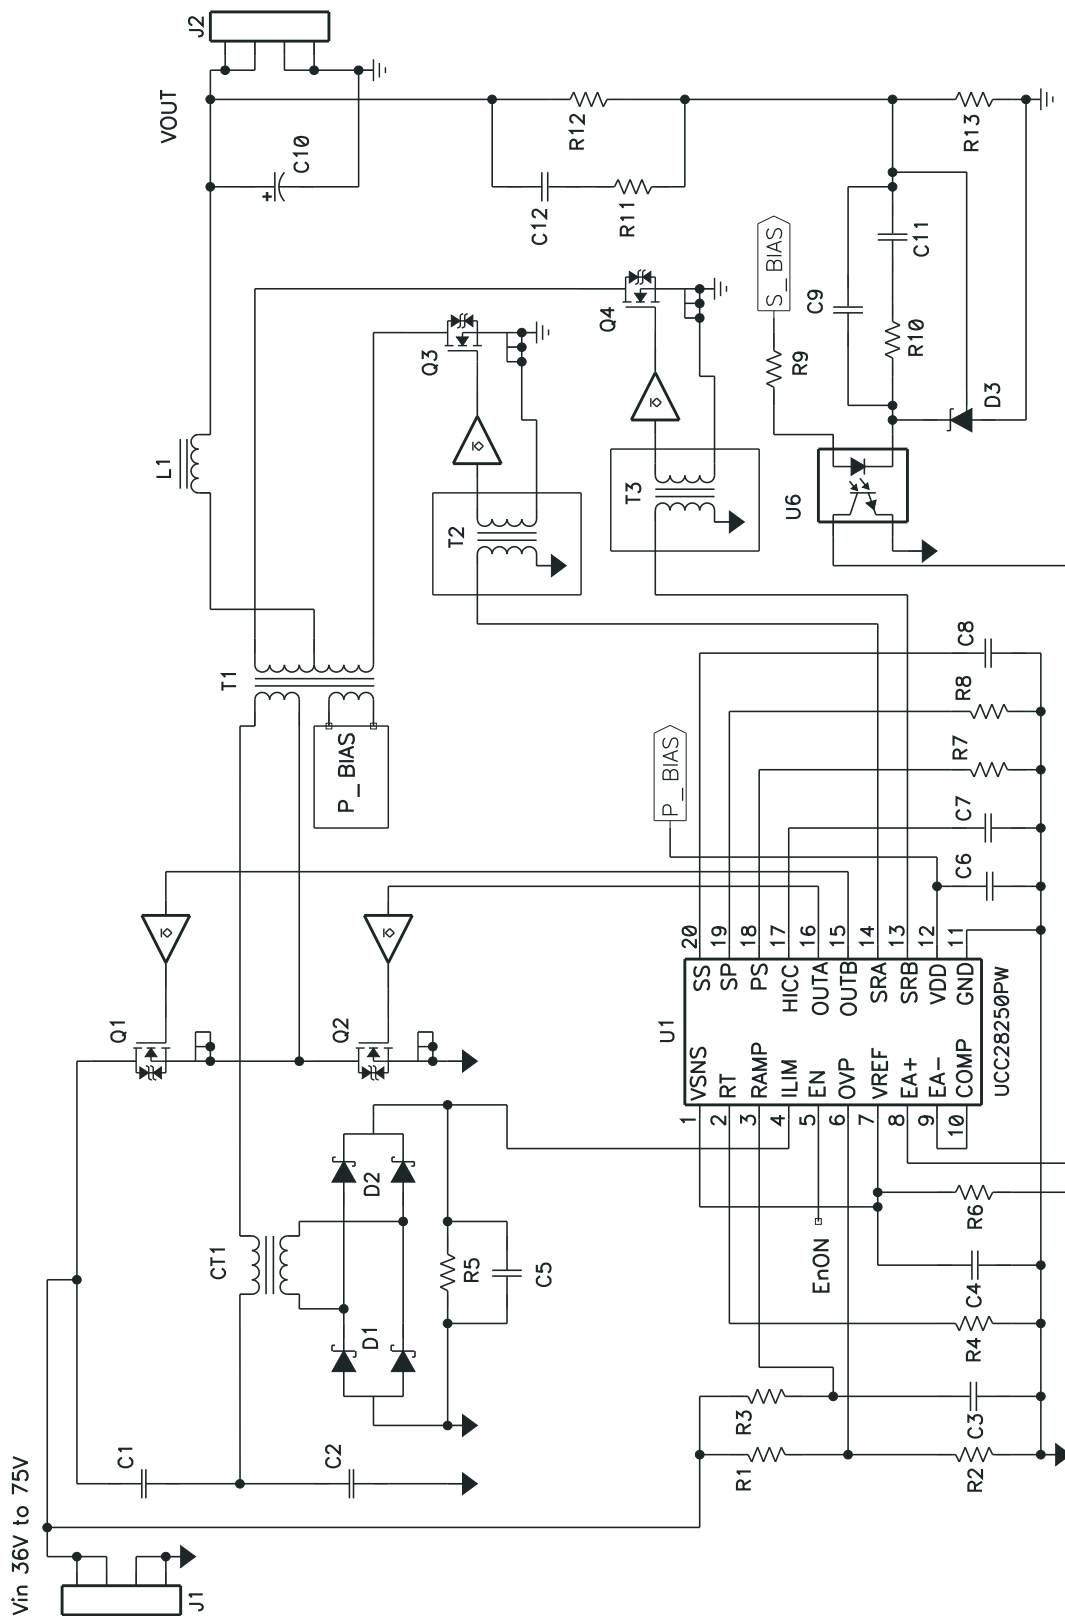 Vin 36V to 75V
J1
C1
C2
CT1
D1
D2
R5
C5
Q1
Q2
P_BIAS
T1
L1
VOUT
J2
C10
C12
R11
R12
R13
Q3
Q4
T2
T3
R9
S_BIAS
C9
R10
C11
D3
U6
P_BIAS
C8
R8
R7
C7
C6
U1
UCC28250PW
1 VSNS
2 RT
3 RAMP
4 ILIM
5 EN
6 OVP
7 VREF
8 EA+
9 EA-
10 COMP
SS 20
SP 19
PS 18
HICC 17
OUTA 16
OUTB 15
SRA 14
SRB 13
VDD 12
GND 11
EnON
R6
C4
R4
R3
C3
R1
R2